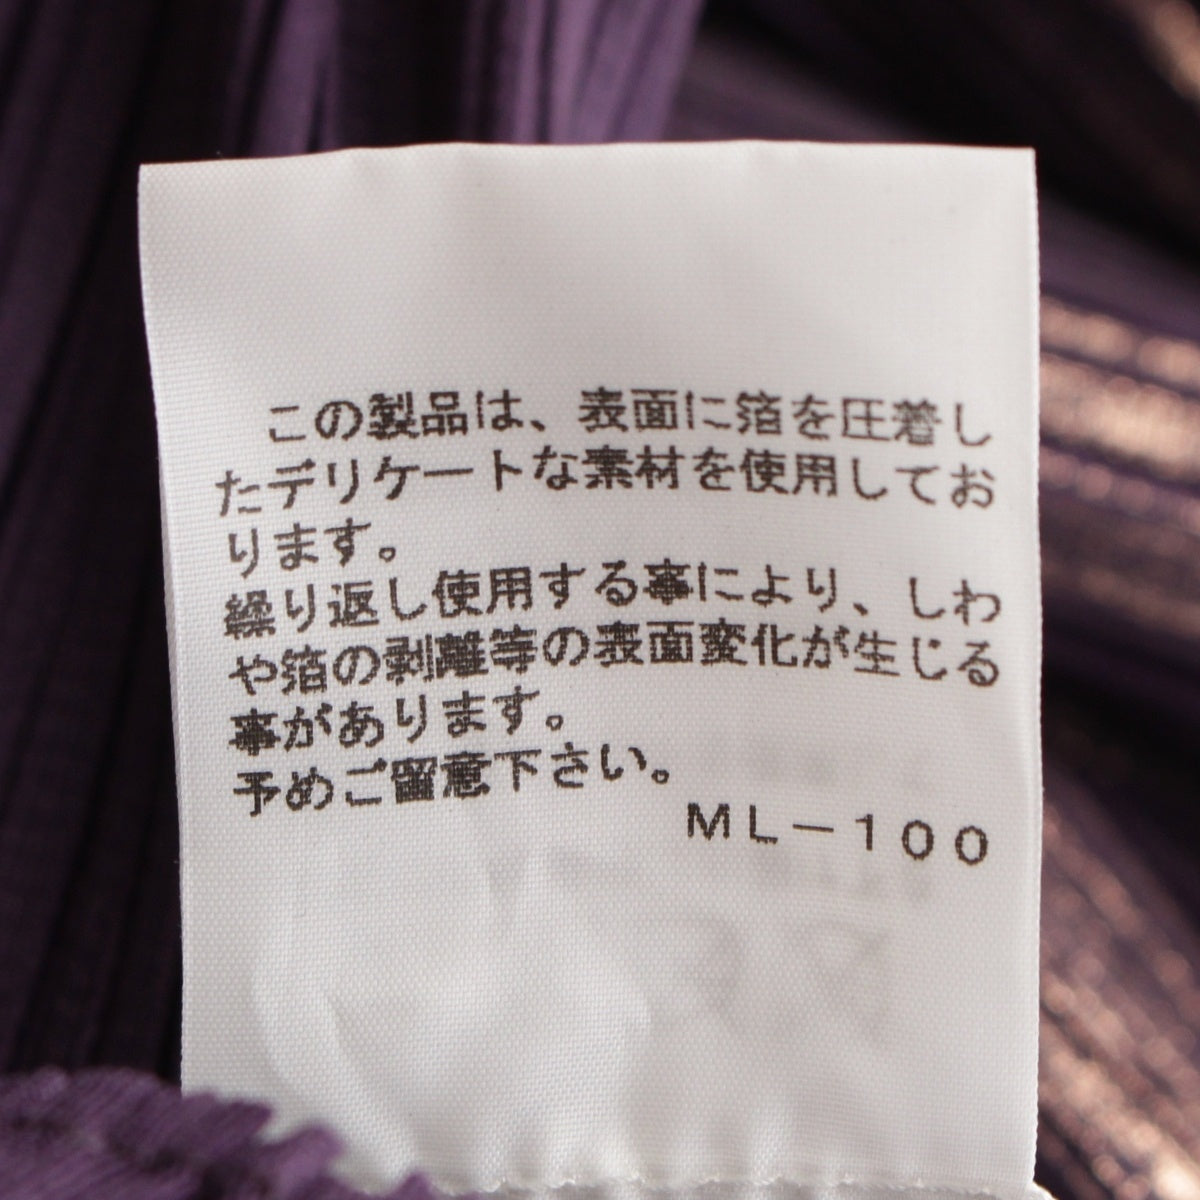 この製品は、表面に箔を圧着し
たデリケートな素材を使用してお
ります。
繰り返し使用する事により、しわ
や箔の剥離等の表面変化が生じる
事があります。
予めご留意下さい。
ML－100